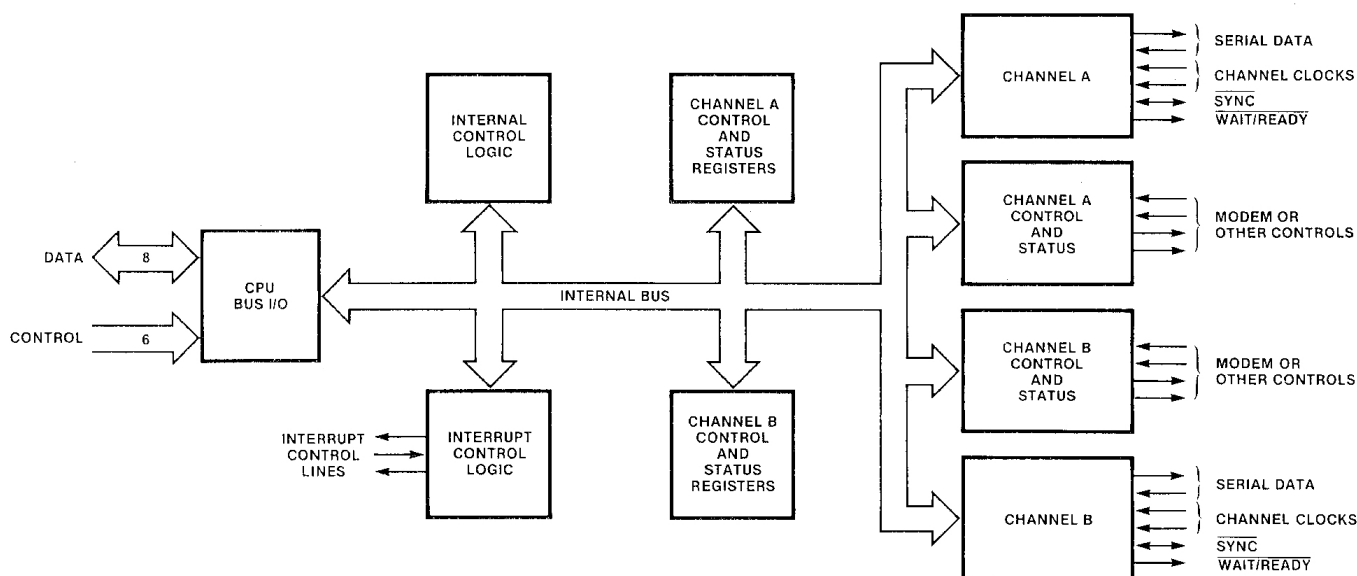 DATA
8
CONTROL
6
CPU
BUS I/O
INTERNAL
CONTROL
LOGIC
INTERRUPT
CONTROL
LINES
INTERRUPT
CONTROL
LOGIC
INTERNAL BUS
CHANNEL A
CONTROL
AND
STATUS
REGISTERS
CHANNEL B
CONTROL
AND
STATUS
REGISTERS
CHANNEL A
SERIAL DATA
CHANNEL CLOCKS
SYNC
WAIT/READY
CHANNEL A
CONTROL
AND
STATUS
MODEM OR
OTHER CONTROLS
CHANNEL B
CONTROL
AND
STATUS
MODEM OR
OTHER CONTROLS
CHANNEL B
SERIAL DATA
CHANNEL CLOCKS
SYNC
WAIT/READY